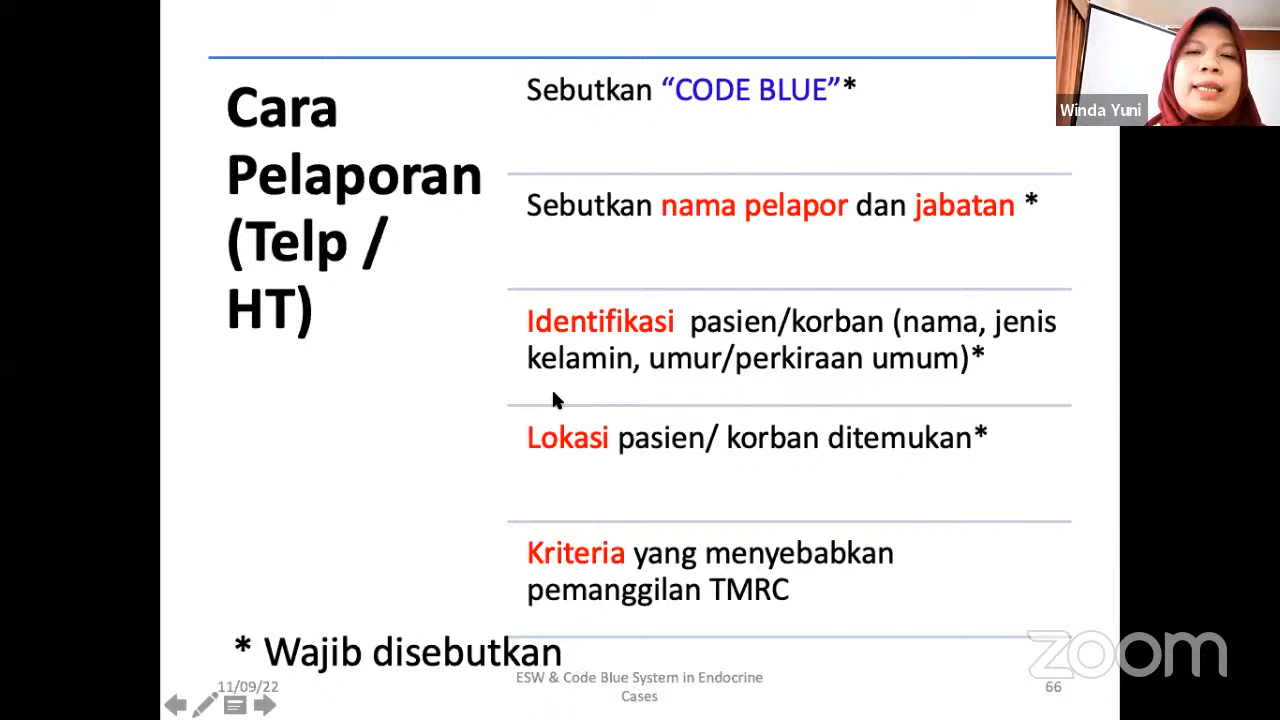 Cara
Pelaporan
(Telp /
HT)
Sebutkan “CODE BLUE”*
Sebutkan nama pelapor dan jabatan *
Identifikasi pasien/korban (nama, jenis
kelamin, umur/perkiraan umum)*
Lokasi pasien/ korban ditemukan*
Kriteria yang menyebabkan
pemanggilan TMRC
* Wajib disebutkan
11/09/22
ESW & Code Blue System in Endocrine
Cases
66
Winda Yuni
zoom